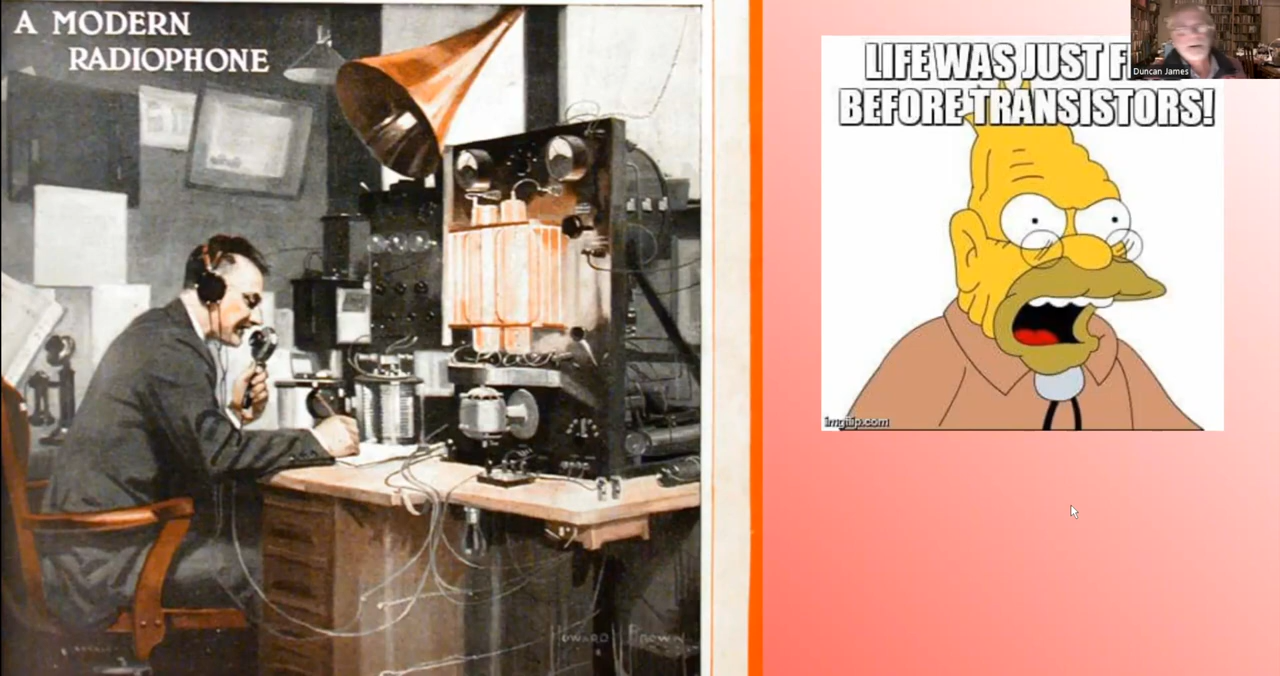 A MODERN
RADIOPHONE
LIFE WAS JUST F
BEFORE TRANSISTORS!
Duncan James
imgflip.com
HOWARD V BROWN